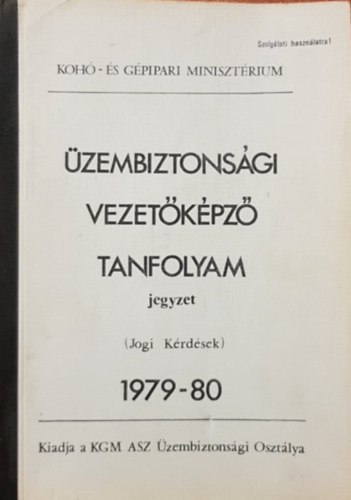 Szolgálati használatra!
KOHÓ- ÉS GÉPIPARI MINISZTÉRIUM
ÜZEMBIZTONSÁGI
VEZETŐKÉPZŐ
TANFOLYAM
jegyzet
(Jogi Kérdések)
1979-80
Kiadja a KGM ASZ Üzembiztonsági Osztálya